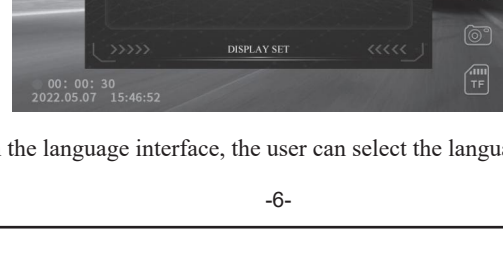 >>>>> DISPLAY SET <<<<<
00: 00: 30
TF
2022.05.07 15:46:52
the language interface, the user can select the
-6-